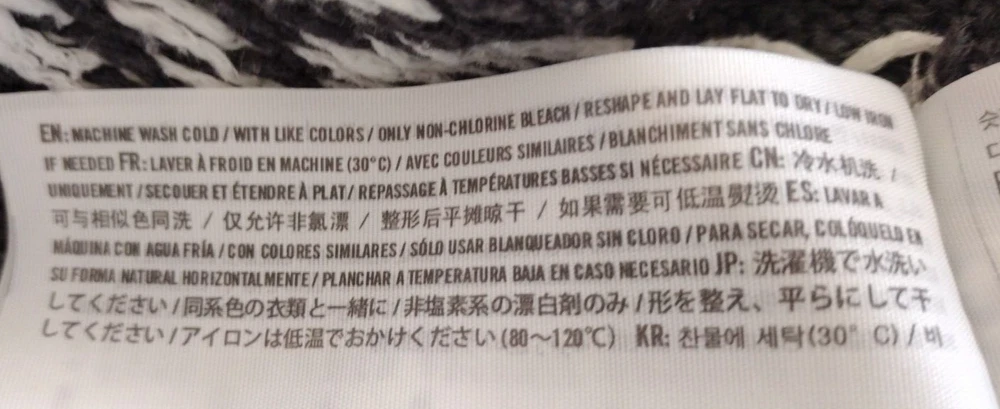 EN: MACHINE WASH COLD / WITH LIKE COLORS / ONLY NON-CHLORINE BLEACH / RESHAPE AND LAY FLAT TO DRY / LOW IRON
IF NEEDED FR: LAVER À FROID EN MACHINE (30°C) / AVEC COULEURS SIMILAIRES / BLANCHIMENT SANS CHLORE
UNIQUEMENT / SECOUER ET ÉTENDRE À PLAT / REPASSAGE À TEMPÉRATURES BASSES SI NÉCESSAIRE CN: 冷水机洗 /
可与相似色同洗 / 仅允许非氯漂 / 整形后平摊晾干 / 如果需要可低温熨烫 ES: LAVAR A
MÁQUINA CON AGUA FRÍA / CON COLORES SIMILARES / SÓLO USAR BLANQUEADOR SIN CLORO / PARA SECAR, COLÓQUELO EN
SU FORMA NATURAL HORIZONTALMENTE / PLANCHAR A TEMPERATURA BAJA EN CASO NECESARIO JP: 洗濯機で水洗い
してください / 同系色の衣類と一緒に / 非塩素系の漂白剤のみ / 形を整え、平らにして干
してください / アイロンは低温でおかけください (80～120℃) KR: 찬물에 세탁(30° C) / 비